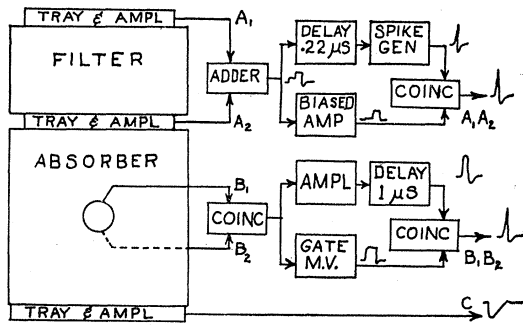 TRAY & AMPL
FILTER
TRAY & AMPL
ABSORBER
TRAY & AMPL
A₁
A₂
ADDER
DELAY
.22 μS
SPIKE
GEN
BIASED
AMP
COINC
A₁A₂
B₁
B₂
COINC
AMPL
DELAY
1 μS
GATE
M.V.
COINC
B₁B₂
C